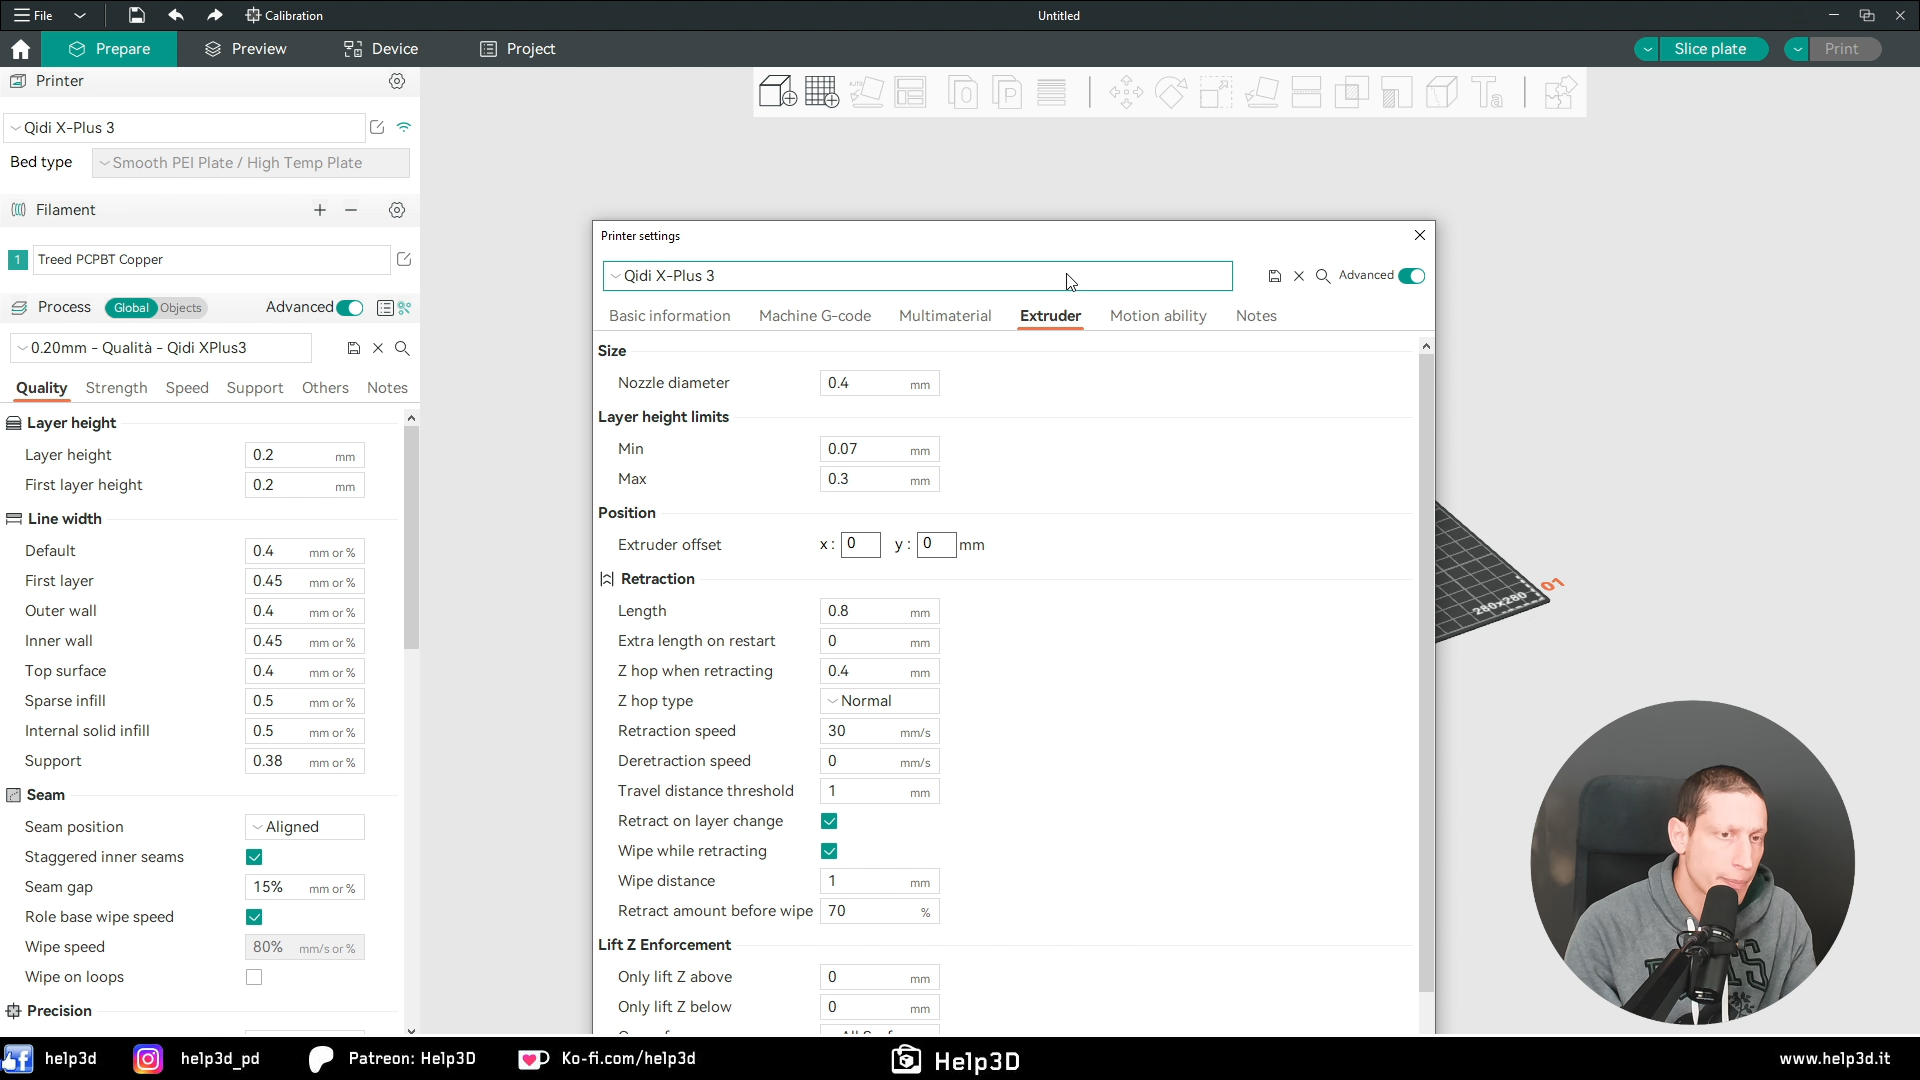 File
Calibration
Untitled
Prepare
Preview
Device
Project
Slice plate
Print
Printer
Qidi X-Plus 3
Bed type
Smooth PEI Plate / High Temp Plate
Filament
1
Treed PCPBT Copper
Process
Global
Objects
Advanced
0.20mm - Qualità - Qidi XPlus3
Quality Strength Speed Support Others Notes
Layer height
Layer height 0.2 mm
First layer height 0.2 mm
Line width
Default 0.4 mm or %
First layer 0.45 mm or %
Outer wall 0.4 mm or %
Inner wall 0.45 mm or %
Top surface 0.4 mm or %
Sparse infill 0.5 mm or %
Internal solid infill 0.5 mm or %
Support 0.38 mm or %
Seam
Seam position Aligned
Staggered inner seams
Seam gap 15% mm or %
Role base wipe speed
Wipe speed 80% mm/s or %
Wipe on loops
Precision
Printer settings
Qidi X-Plus 3
Advanced
Basic information Machine G-code Multimaterial Extruder Motion ability Notes
Size
Nozzle diameter 0.4 mm
Layer height limits
Min 0.07 mm
Max 0.3 mm
Position
Extruder offset x: 0 y: 0 mm
Retraction
Length 0.8 mm
Extra length on restart 0 mm
Z hop when retracting 0.4 mm
Z hop type Normal
Retraction speed 30 mm/s
Deretraction speed 0 mm/s
Travel distance threshold 1 mm
Retract on layer change
Wipe while retracting
Wipe distance 1 mm
Retract amount before wipe 70 %
Lift Z Enforcement
Only lift Z above 0 mm
Only lift Z below 0 mm
280x280
01
help3d
help3d_pd
Patreon: Help3D
Ko-fi.com/help3d
Help3D
www.help3d.it